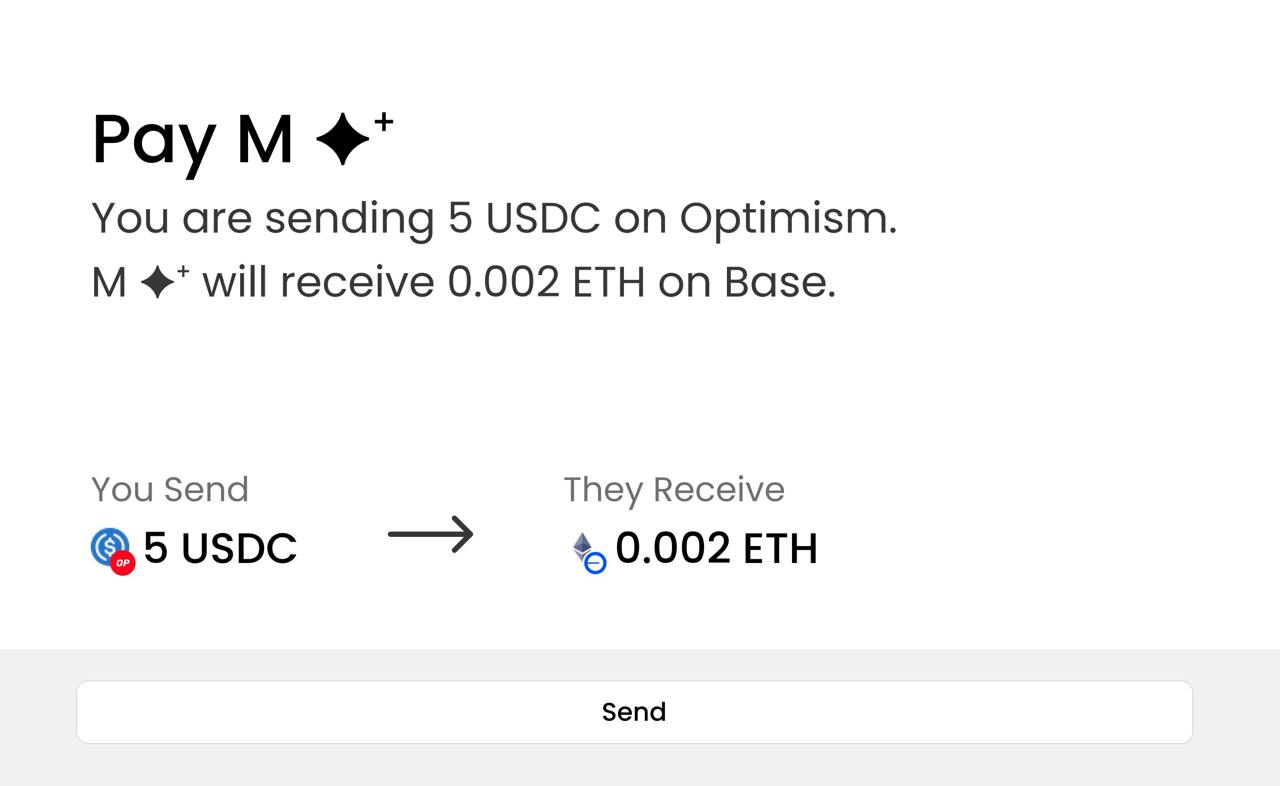 Pay M ✦⁺
You are sending 5 USDC on Optimism.
M ✦⁺ will receive 0.002 ETH on Base.
You Send
They Receive
OP 5 USDC
0.002 ETH
Send